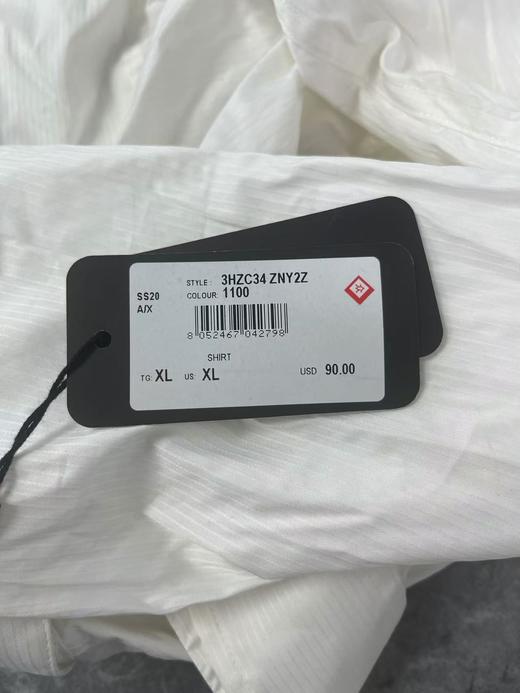 STYLE : 3HZC34 ZNY2Z
SS20 COLOUR: 1100
A/X
8 052467 042798
SHIRT
TG: XL US: XL USD 90.00